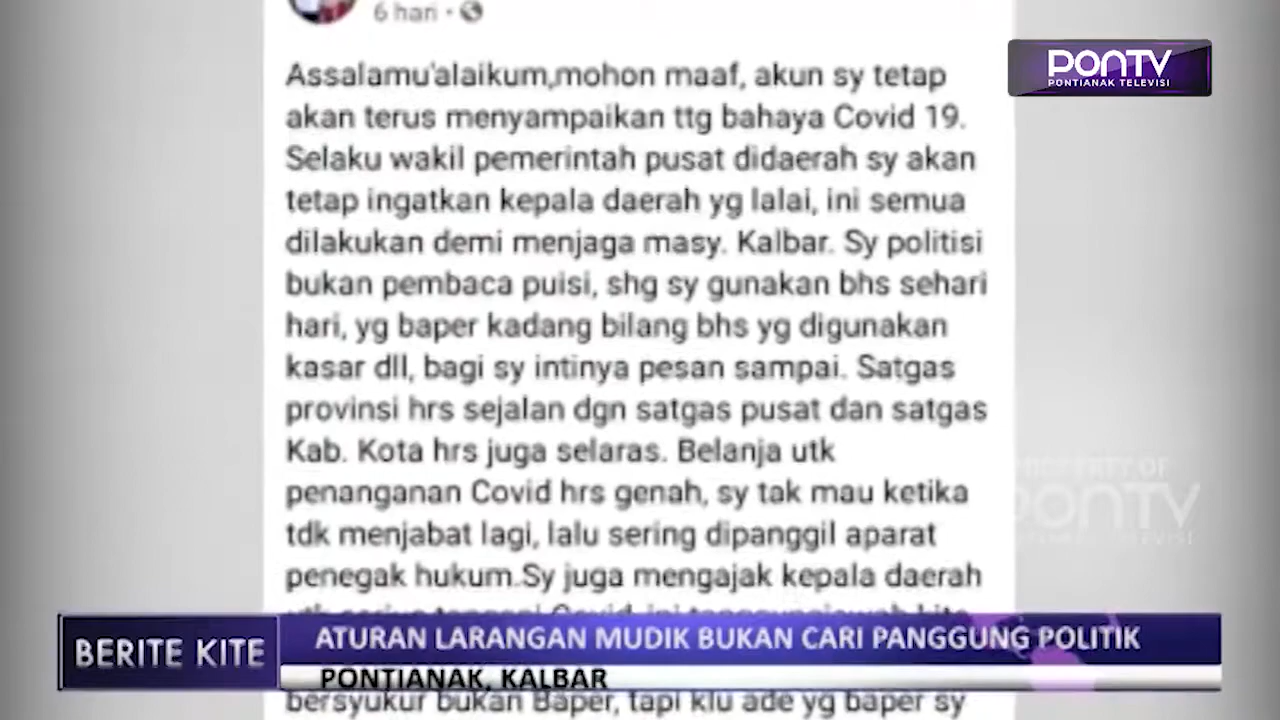 6 hari
PONTV
PONTIANAK TELEVISI
Assalamu'alaikum,mohon maaf, akun sy tetap
akan terus menyampaikan ttg bahaya Covid 19.
Selaku wakil pemerintah pusat didaerah sy akan
tetap ingatkan kepala daerah yg lalai, ini semua
dilakukan demi menjaga masy. Kalbar. Sy politisi
bukan pembaca puisi, shg sy gunakan bhs sehari
hari, yg baper kadang bilang bhs yg digunakan
kasar dll, bagi sy intinya pesan sampai. Satgas
provinsi hrs sejalan dgn satgas pusat dan satgas
Kab. Kota hrs juga selaras. Belanja utk
penanganan Covid hrs genah, sy tak mau ketika
tdk menjabat lagi, lalu sering dipanggil aparat
penegak hukum.Sy juga mengajak kepala daerah
PROPERTY OF
PONTV
PONTIANAK TELEVISI
BERITE KITE
ATURAN LARANGAN MUDIK BUKAN CARI PANGGUNG POLITIK
PONTIANAK, KALBAR
bersyukur bukan Baper, tapi klu ade yg baper sy